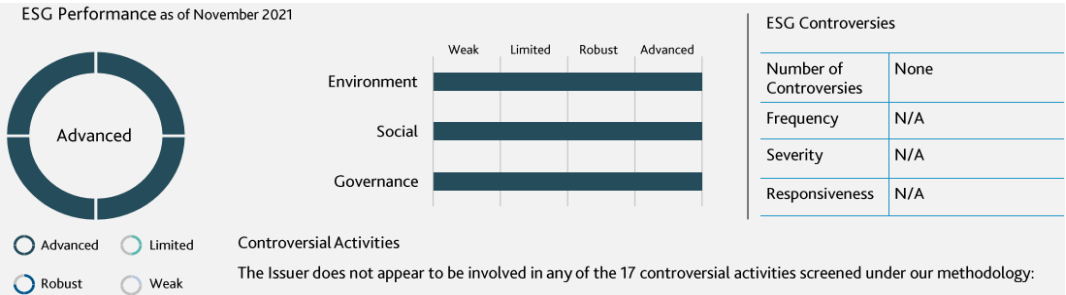 ESG Performance as of November 2021
Advanced
Advanced
Limited
Robust
Weak
Weak Limited Robust Advanced
Environment
Social
Governance
ESG Controversies
Number of Controversies None
Frequency N/A
Severity N/A
Responsiveness N/A
Controversial Activities
The Issuer does not appear to be involved in any of the 17 controversial activities screened under our methodology: